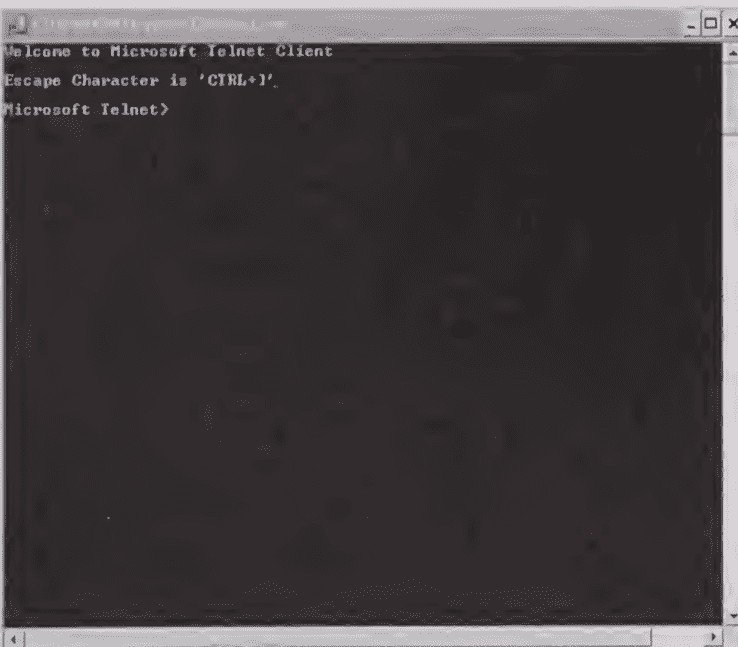 Welcome to Microsoft Telnet Client
Escape Character is 'CTRL+]'
Microsoft Telnet>